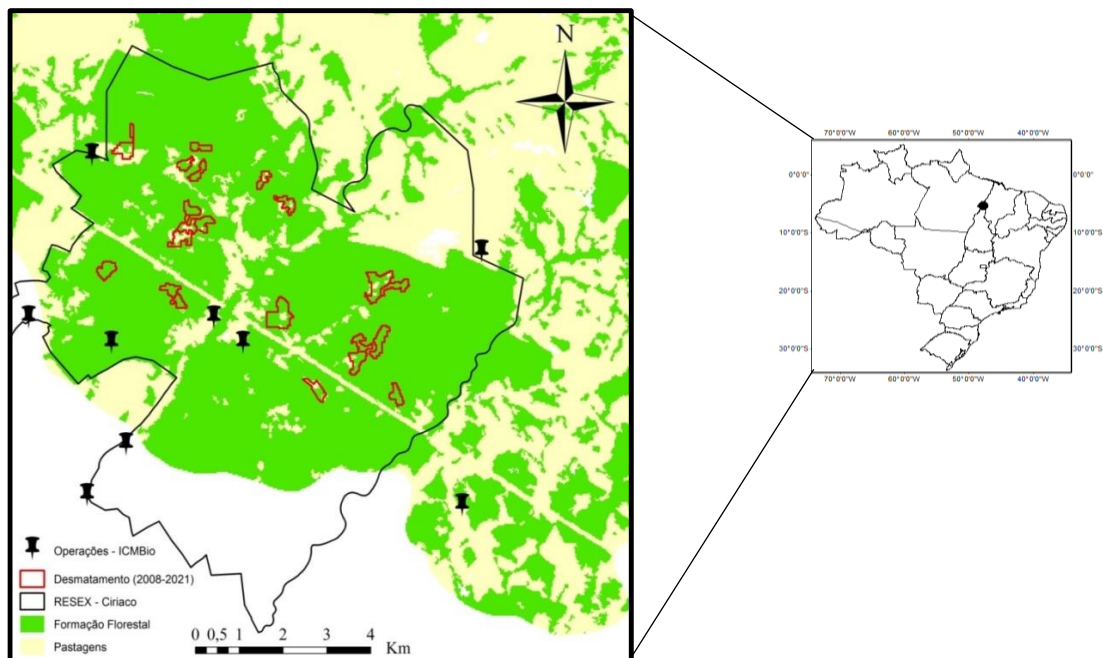 N
70°0'0"W 60°0'0"W 50°0'0"W 40°0'0"W
0°0'0"S 0°0'0"S
10°0'0"S 10°0'0"S
20°0'0"S 20°0'0"S
30°0'0"S 30°0'0"S
70°0'0"W 60°0'0"W 50°0'0"W 40°0'0"W
Operações - ICMBio
Desmatamento (2008-2021)
RESEX - Ciriaco
Formação Florestal
Pastagens
0 0,5 1 2 3 4
Km